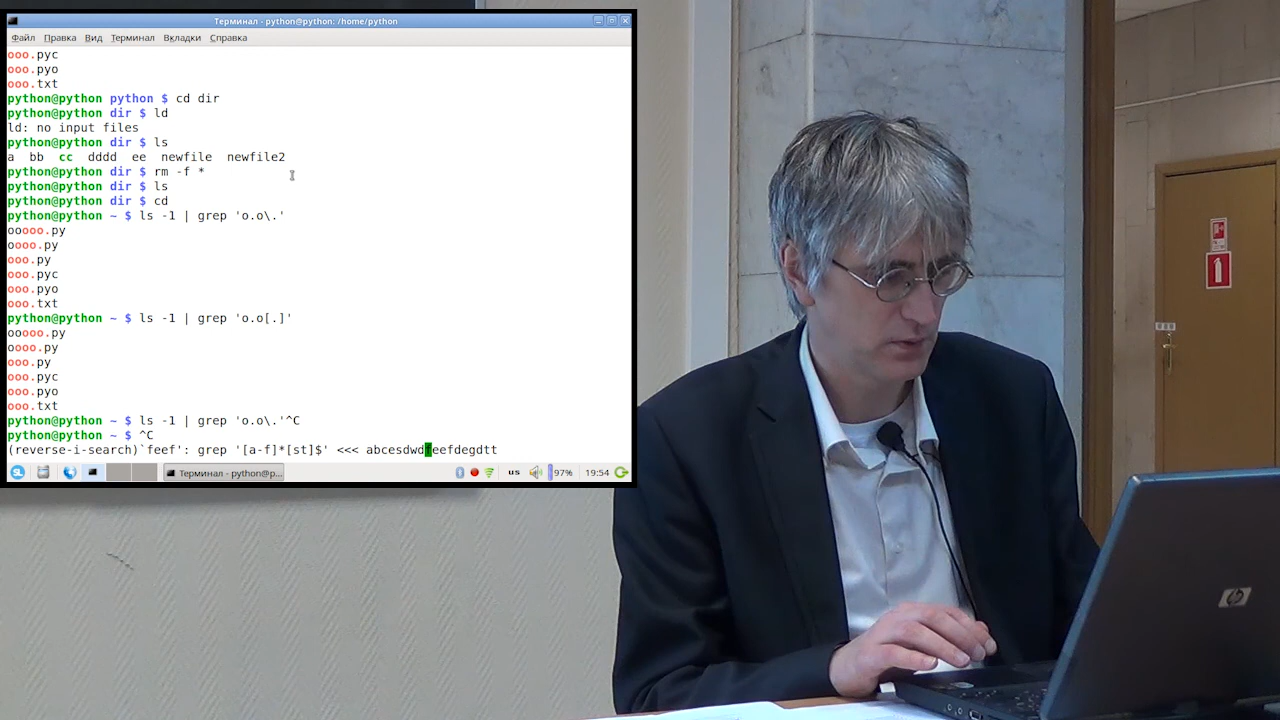 Терминал - python@python: /home/python
Файл Правка Вид Терминал Вкладки Справка
ooo.pyc
ooo.pyo
ooo.txt
python@python python $ cd dir
python@python dir $ ld
ld: no input files
python@python dir $ ls
a bb cc dddd ee newfile newfile2
python@python dir $ rm -f *
python@python dir $ ls
python@python dir $ cd
python@python ~ $ ls -1 | grep 'o.o\.'
ooooo.py
oooo.py
ooo.py
ooo.pyc
ooo.pyo
ooo.txt
python@python ~ $ ls -1 | grep 'o.o[.]'
ooooo.py
oooo.py
ooo.py
ooo.pyc
ooo.pyo
ooo.txt
python@python ~ $ ls -1 | grep 'o.o\.'^C
python@python ~ $ ^C
(reverse-i-search)`feef': grep '[a-f]*[st]$' <<< abcesdwdfeefdegdtt
Терминал - python@p...
us 97% 19:54
hp